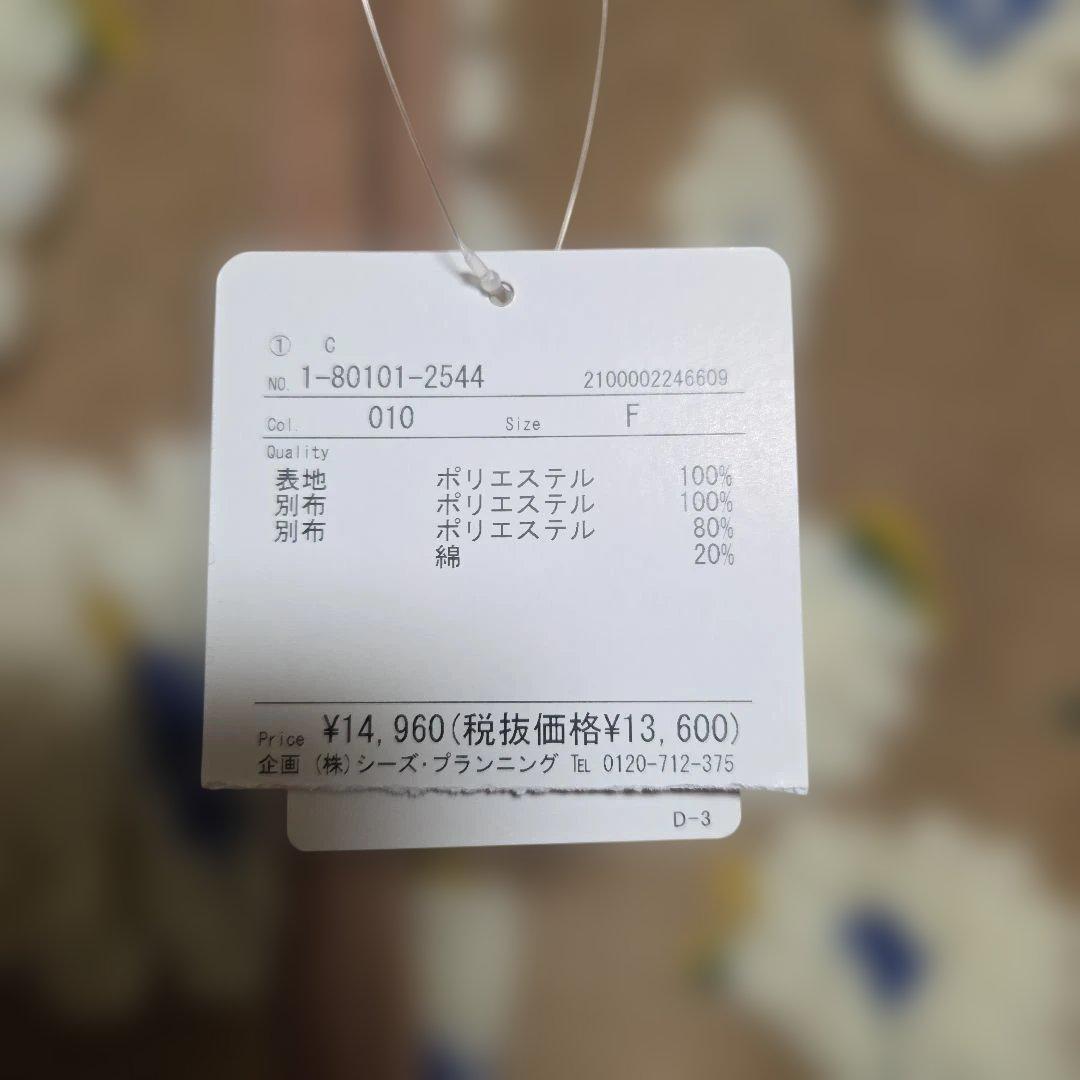 ① C
NO. 1-80101-2544 2100002246609
Col. 010 Size F
Quality
表地 ポリエステル 100%
別布 ポリエステル 100%
別布 ポリエステル 80%
綿 20%
Price ¥14,960(税抜価格¥13,600)
企画 (株)シーズ・プランニング ℡ 0120-712-375
D-3